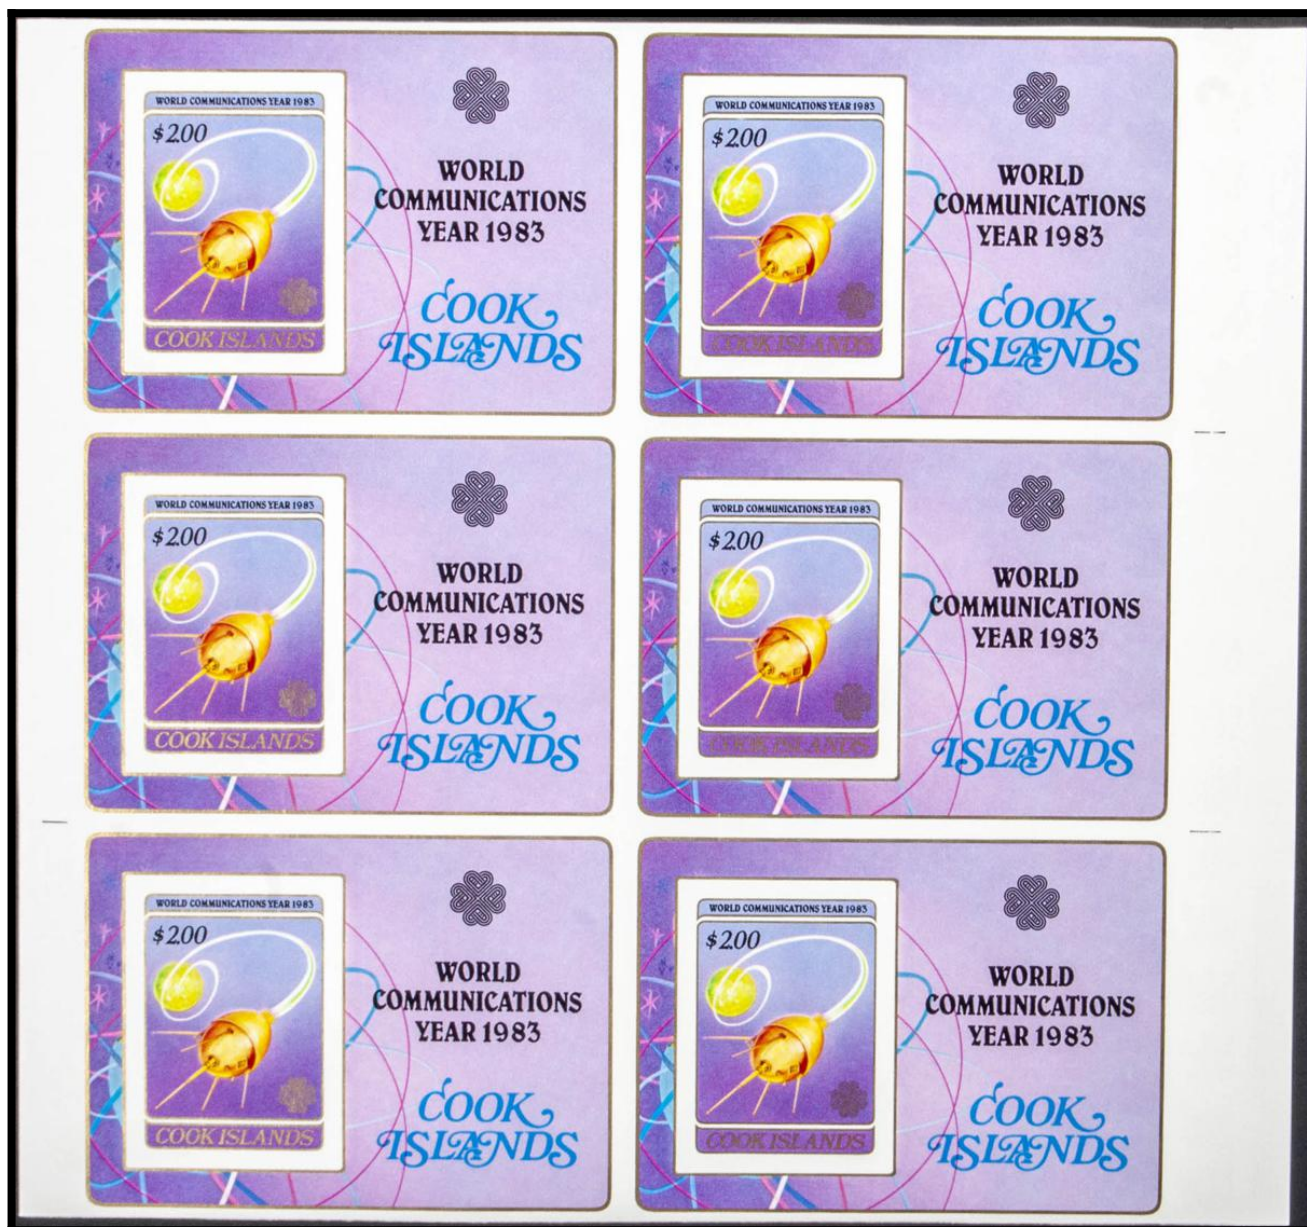 WORLD COMMUNICATIONS YEAR 1983
$2.00
COOK ISLANDS
WORLD
COMMUNICATIONS
YEAR 1983
COOK
ISLANDS
WORLD COMMUNICATIONS YEAR 1983
$2.00
COOK ISLANDS
WORLD
COMMUNICATIONS
YEAR 1983
COOK
ISLANDS
WORLD COMMUNICATIONS YEAR 1983
$2.00
COOK ISLANDS
WORLD
COMMUNICATIONS
YEAR 1983
COOK
ISLANDS
WORLD COMMUNICATIONS YEAR 1983
$2.00
COOK ISLANDS
WORLD
COMMUNICATIONS
YEAR 1983
COOK
ISLANDS
WORLD COMMUNICATIONS YEAR 1983
$2.00
COOK ISLANDS
WORLD
COMMUNICATIONS
YEAR 1983
COOK
ISLANDS
WORLD COMMUNICATIONS YEAR 1983
$2.00
COOK ISLANDS
WORLD
COMMUNICATIONS
YEAR 1983
COOK
ISLANDS